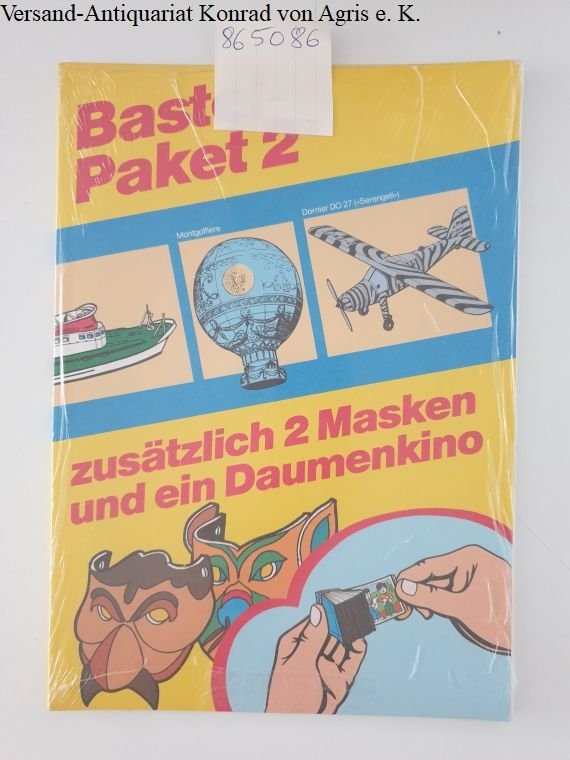 Versand-Antiquariat Konrad von Agris e. K.
865086
Paket 2
Montgolfiere
Dornier DO 27 («Serengeti»)
zusätzlich 2 Masken
und ein Daumenkino